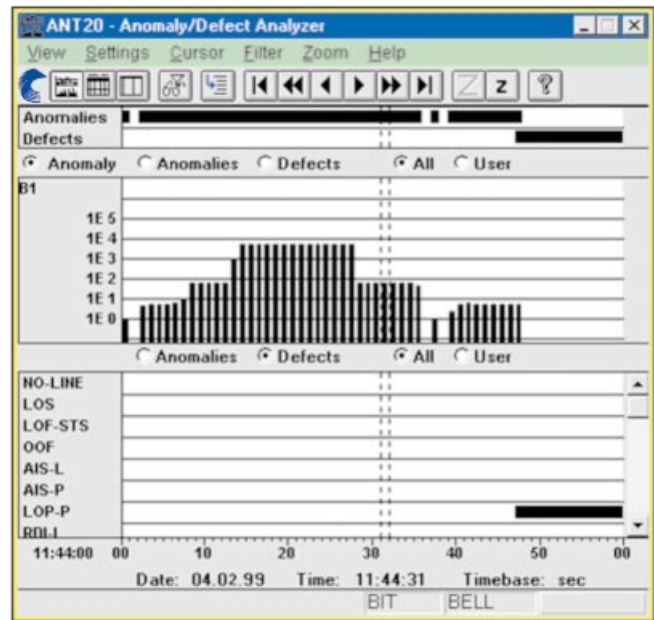 ANT20 - Anomaly/Defect Analyzer
View Settings Cursor Filter Zoom Help
Z z ?
Anomalies
Defects
Anomaly Anomalies Defects All User
B1
1E 5
1E 4
1E 3
1E 2
1E 1
1E 0
Anomalies Defects All User
NO-LINE
LOS
LOF-STS
OOF
AIS-L
AIS-P
LOP-P
RDI-L
11:44:00 00 10 20 30 40 50 00
Date: 04.02.99 Time: 11:44:31 Timebase: sec
BIT BELL